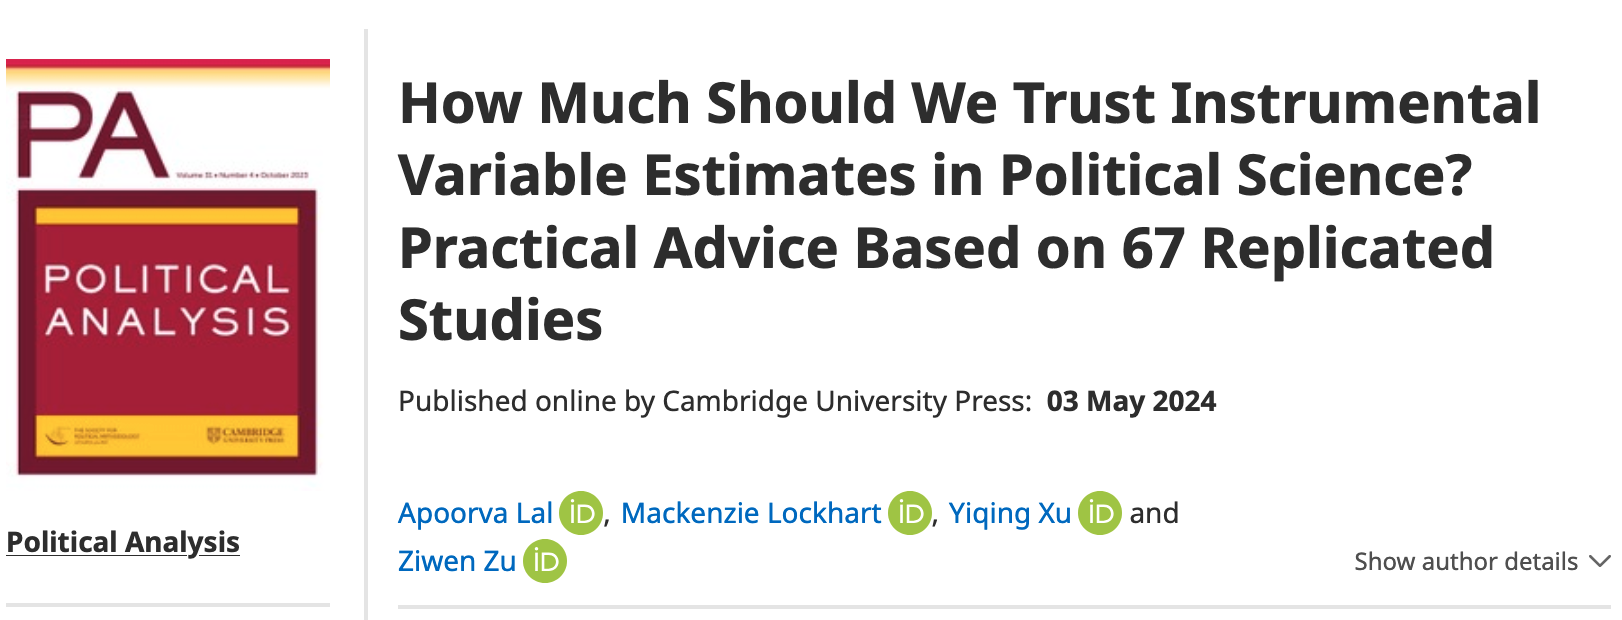 PA
Volume 31 • Number 4 • October 2023
POLITICAL
ANALYSIS
CAMBRIDGE
UNIVERSITY PRESS
Political Analysis
How Much Should We Trust Instrumental
Variable Estimates in Political Science?
Practical Advice Based on 67 Replicated
Studies
Published online by Cambridge University Press: 03 May 2024
Apoorva Lal iD, Mackenzie Lockhart iD, Yiqing Xu iD and
Ziwen Zu iD
Show author details